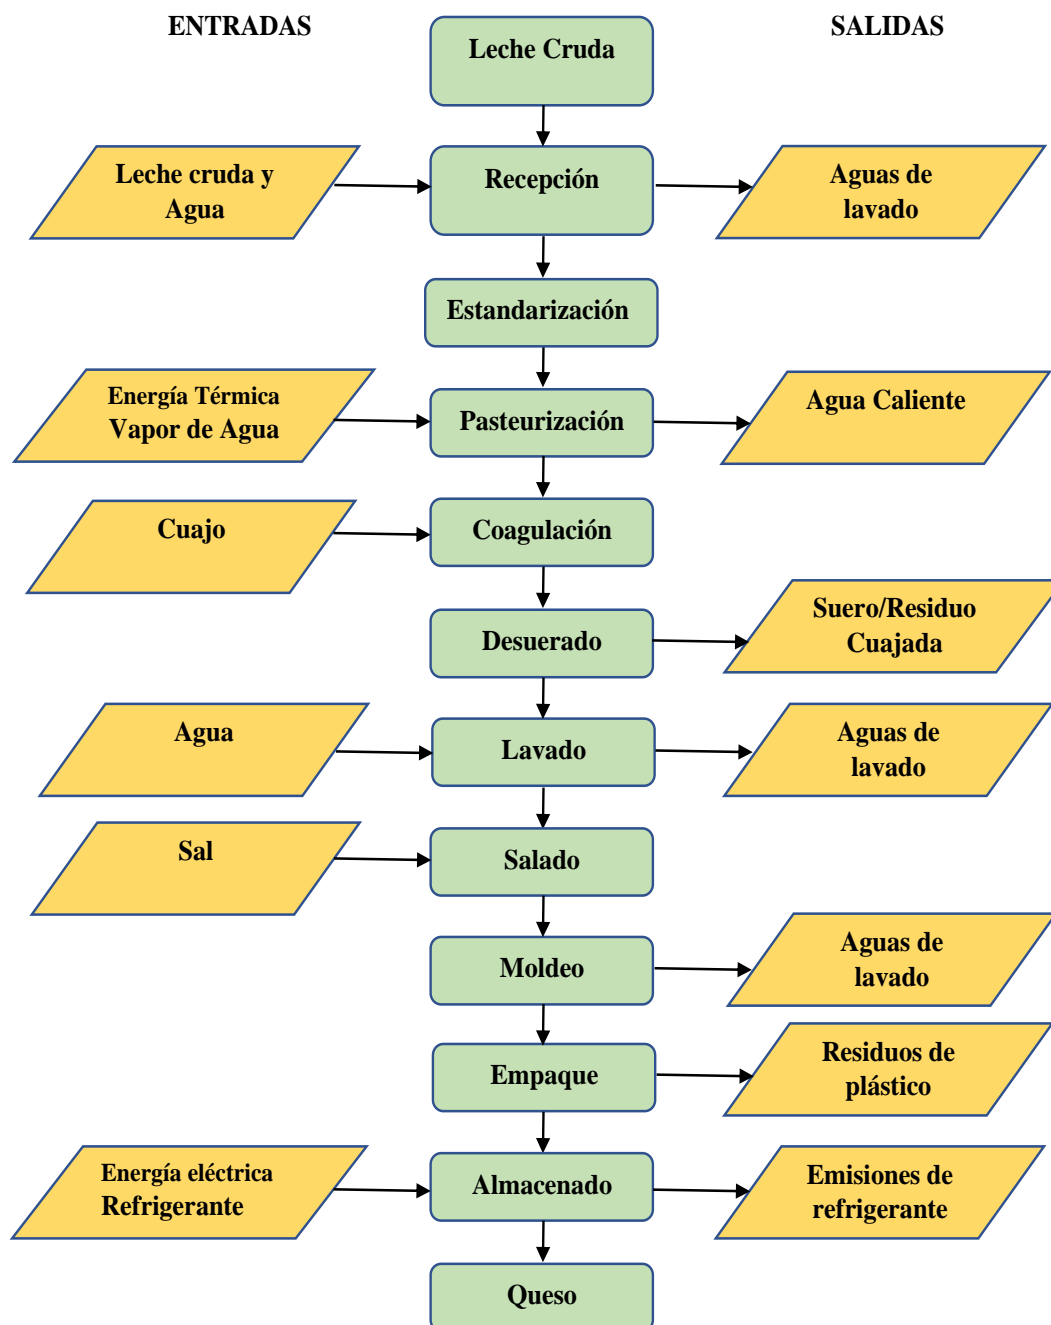 ENTRADAS
SALIDAS
Leche Cruda
Leche cruda y
Agua
Recepción
Aguas de
lavado
Estandarización
Energía Térmica
Vapor de Agua
Pasteurización
Agua Caliente
Cuajo
Coagulación
Desuerado
Suero/Residuo
Cuajada
Agua
Lavado
Aguas de
lavado
Sal
Salado
Moldeo
Aguas de
lavado
Empaque
Residuos de
plástico
Energía eléctrica
Refrigerante
Almacenado
Emisiones de
refrigerante
Queso